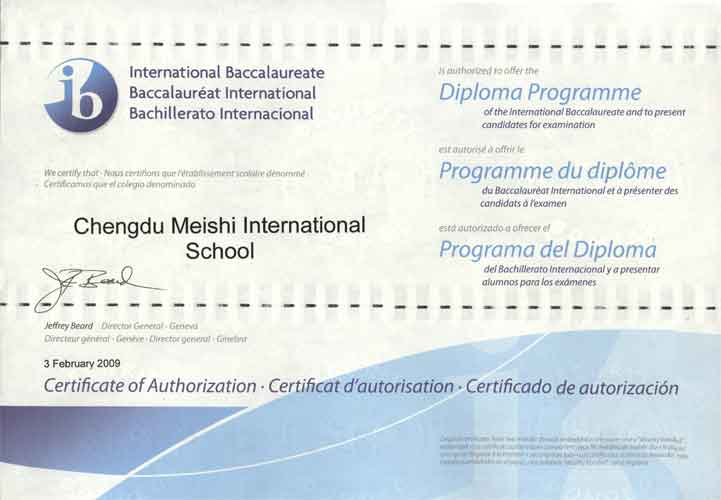 ib
International Baccalaureate
Baccalauréat International
Bachillerato Internacional
We certify that · Nous certifions que l'établissement scolaire dénommé
Certificamos que el colegio denominado
Chengdu Meishi International
School
Jeffrey Beard Director General · Geneva
Directeur général · Genève · Director general · Ginebra
3 February 2009
Certificate of Authorization · Certificat d'autorisation · Certificado de autorización
is authorized to offer the
Diploma Programme
of the International Baccalaureate and to present
candidates for examination
est autorisé à offrir le
Programme du diplôme
du Baccalauréat International et à présenter des
candidats à l'examen
está autorizado a ofrecer el
Programa del Diploma
del Bachillerato Internacional y a presentar
alumnos para los exámenes